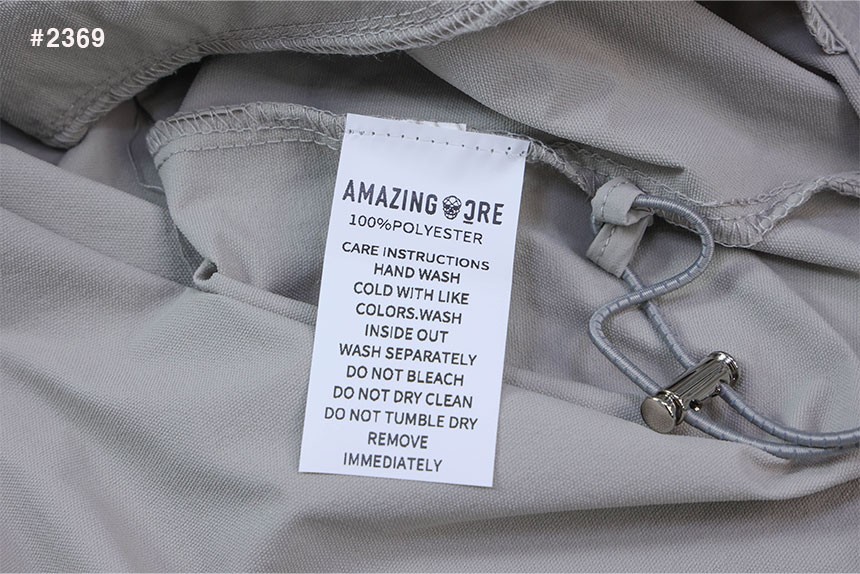 #2369
AMAZING ƆRE
100%POLYESTER
CARE INSTRUCTIONS
HAND WASH
COLD WITH LIKE
COLORS.WASH
INSIDE OUT
WASH SEPARATELY
DO NOT BLEACH
DO NOT DRY CLEAN
DO NOT TUMBLE DRY
REMOVE
IMMEDIATELY